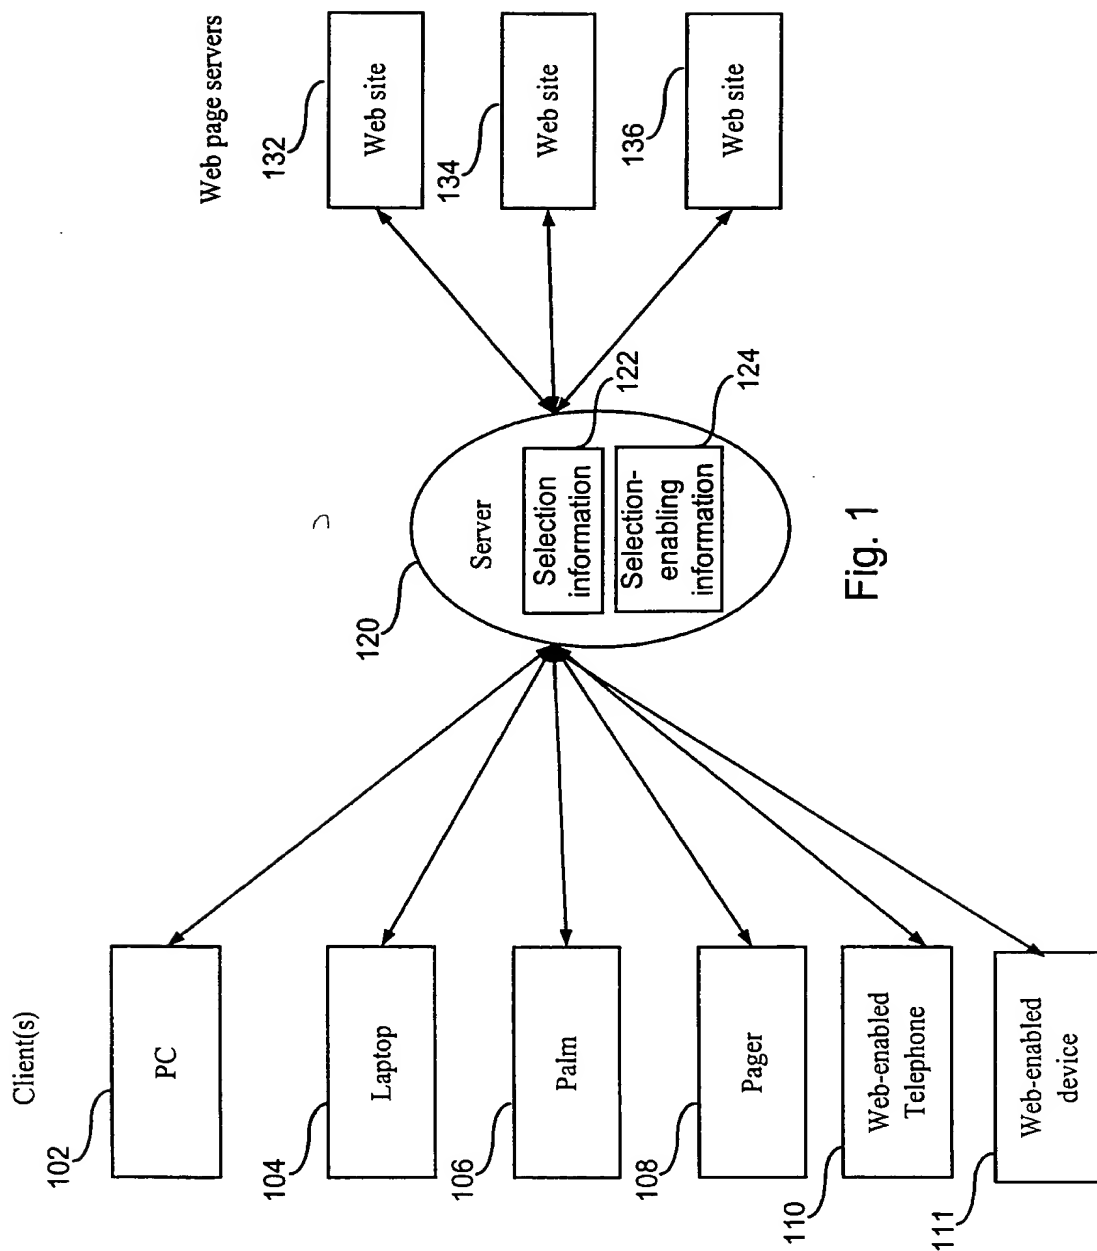 Client(s)
Web page servers
102
PC
104
Laptop
106
Palm
108
Pager
110
Web-enabled
Telephone
111
Web-enabled
device
120
Server
Selection
information
122
Selection-
enabling
information
124
132
Web site
134
Web site
136
Web site
Fig. 1